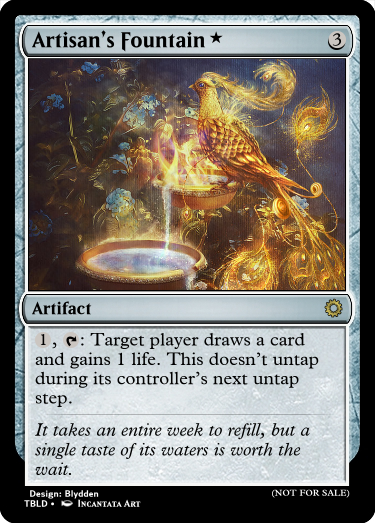 Artisan's Fountain ★ 3
Artifact
1 , T: Target player draws a card
and gains 1 life. This doesn't untap
during its controller's next untap
step.
It takes an entire week to refill, but a
single taste of its waters is worth the
wait.
Design: Blydden (NOT FOR SALE)
TBLD • Incantata Art